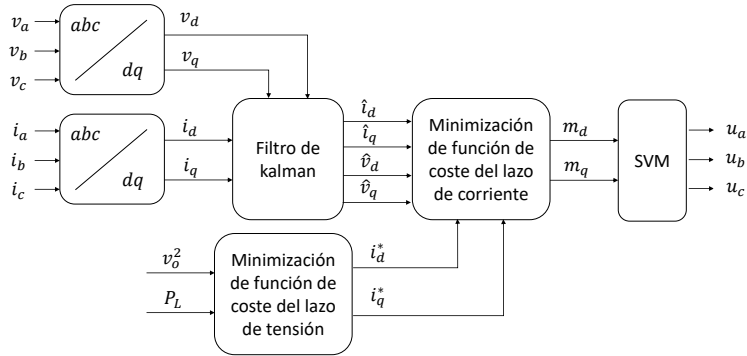 v_a
v_b
v_c
abc
dq
v_d
v_q
i_a
i_b
i_c
abc
dq
i_d
i_q
Filtro de
kalman
î_d
î_q
v̂_d
v̂_q
Minimización
de función de
coste del lazo
de corriente
m_d
m_q
SVM
u_a
u_b
u_c
v_o^2
P_L
Minimización
de función de
coste del lazo
de tensión
i_d^*
i_q^*